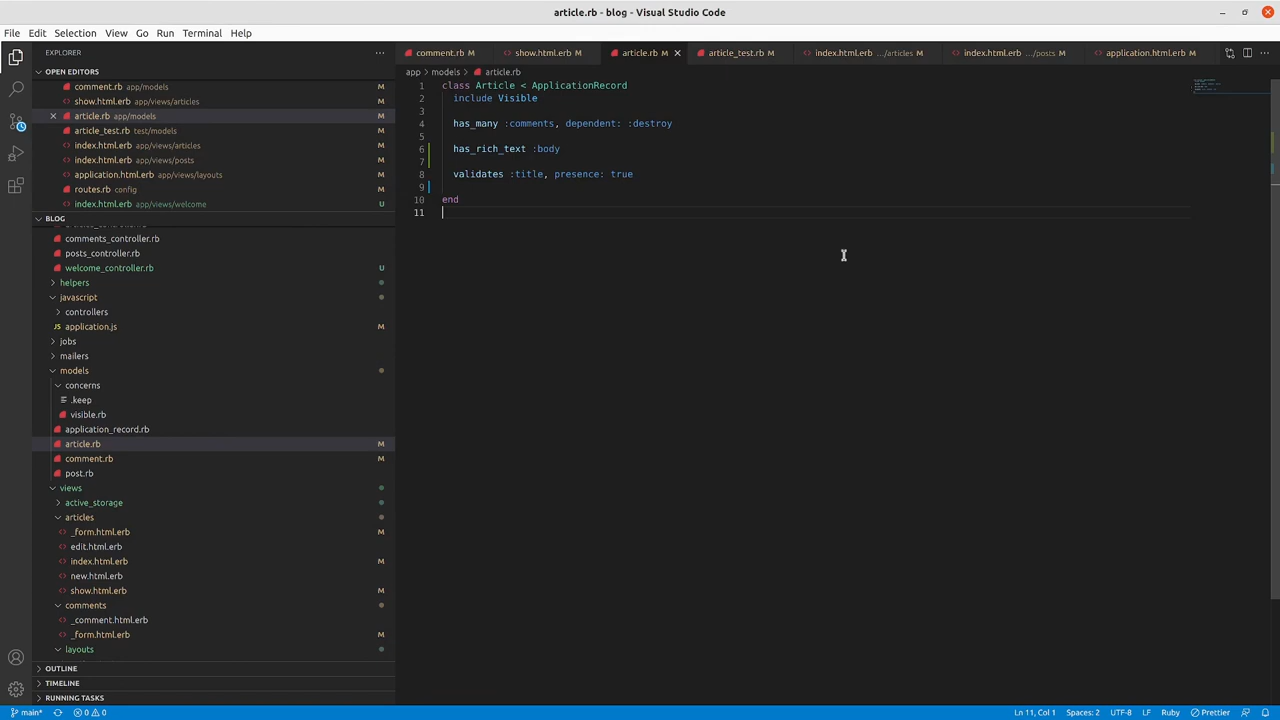 article.rb - blog - Visual Studio Code
File Edit Selection View Go Run Terminal Help
EXPLORER
OPEN EDITORS
comment.rb app/models M
show.html.erb app/views/articles M
article.rb app/models M
article_test.rb test/models M
index.html.erb app/views/articles M
index.html.erb app/views/posts M
application.html.erb app/views/layouts M
routes.rb config M
index.html.erb app/views/welcome U
BLOG
comments_controller.rb
posts_controller.rb
welcome_controller.rb U
helpers
javascript
controllers
JS application.js M
jobs
mailers
models
concerns
.keep
visible.rb
application_record.rb
article.rb M
comment.rb M
post.rb
views
active_storage
articles
_form.html.erb M
edit.html.erb
index.html.erb M
new.html.erb
show.html.erb M
comments
_comment.html.erb
_form.html.erb M
layouts
OUTLINE
TIMELINE
RUNNING TASKS
comment.rb M show.html.erb M article.rb M article_test.rb M index.html.erb .../articles M index.html.erb .../posts M application.html.erb M
app models article.rb
1 class Article < ApplicationRecord
2 include Visible
3
4 has_many :comments, dependent: :destroy
5
6 has_rich_text :body
7
8 validates :title, presence: true
9
10 end
11
main* 0 0 Ln 11, Col 1 Spaces: 2 UTF-8 LF Ruby Prettier